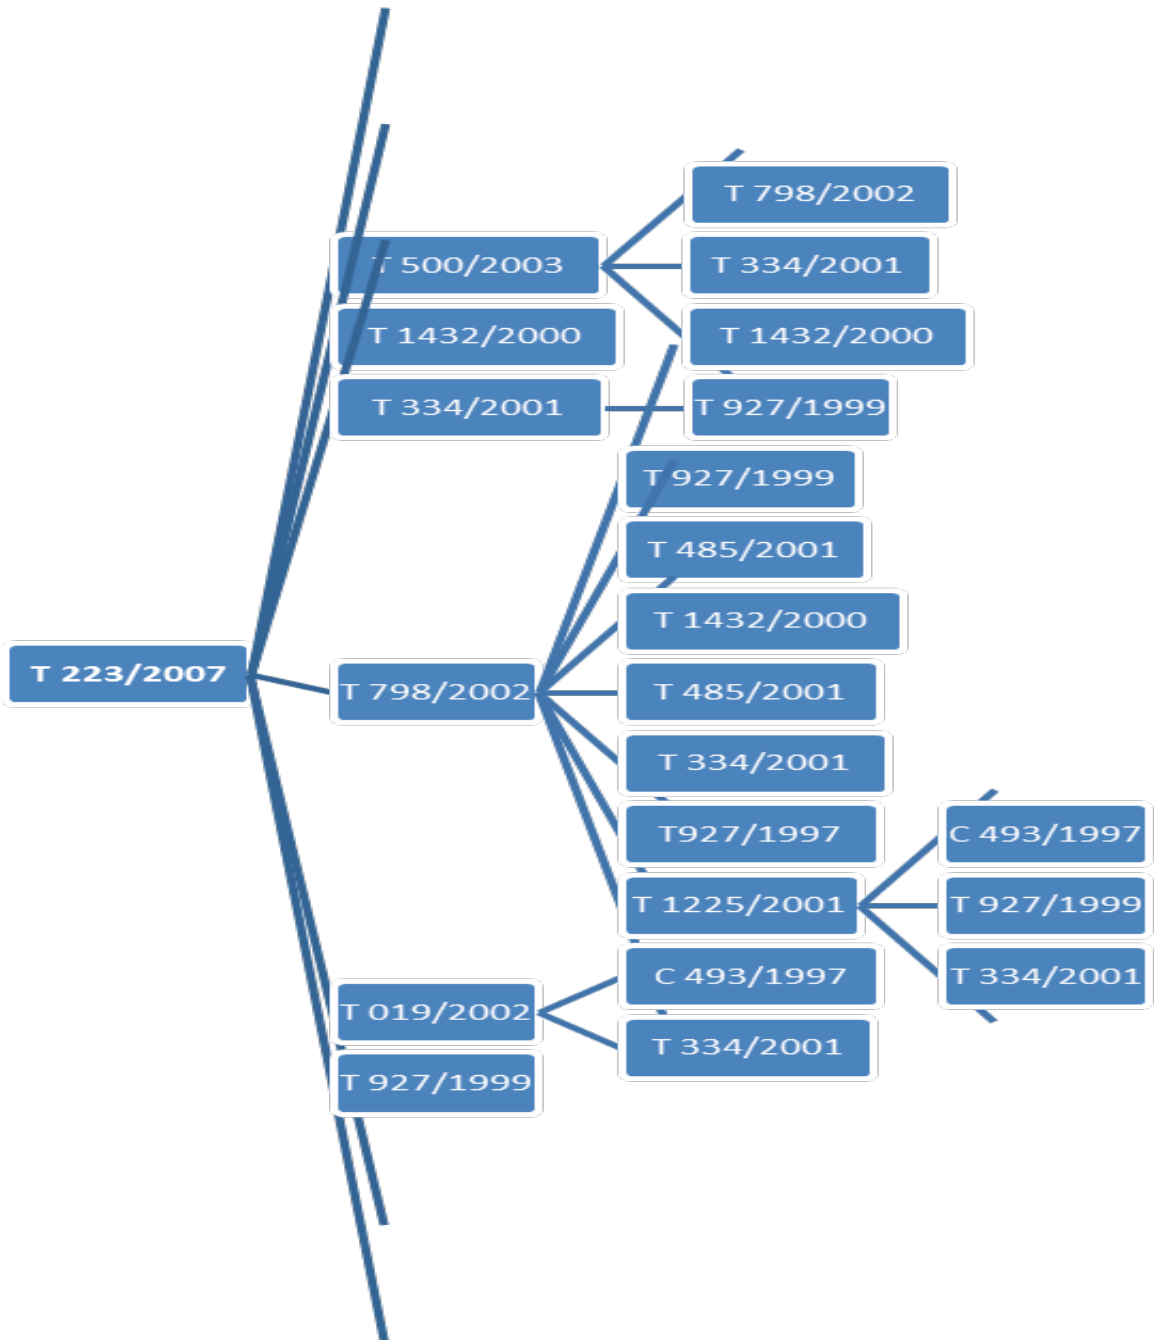 T 798/2002
T 500/2003
T 334/2001
T 1432/2000
T 1432/2000
T 334/2001
T 927/1999
T 927/1999
T 485/2001
T 1432/2000
T 223/2007
T 798/2002
T 485/2001
T 334/2001
T927/1997
C 493/1997
T 1225/2001
T 927/1999
C 493/1997
T 334/2001
T 019/2002
T 334/2001
T 927/1999